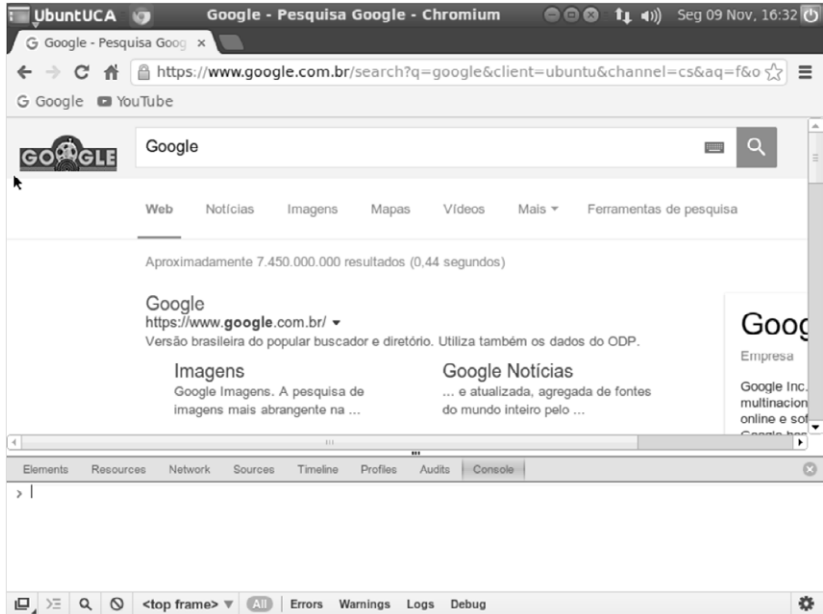 UbuntUCA Google - Pesquisa Google - Chromium Seg 09 Nov, 16:32
G Google - Pesquisa Goog ×
https://www.google.com.br/search?q=google&client=ubuntu&channel=cs&aq=f&o
G Google YouTube
GOOGLE Google
Web Notícias Imagens Mapas Vídeos Mais Ferramentas de pesquisa
Aproximadamente 7.450.000.000 resultados (0,44 segundos)
Google
https://www.google.com.br/
Versão brasileira do popular buscador e diretório. Utiliza também os dados do ODP.
Imagens
Google Imagens. A pesquisa de
imagens mais abrangente na ...
Google Notícias
... e atualizada, agregada de fontes
do mundo inteiro pelo ...
Goog
Empresa
Google Inc.
multinacion
online e sof
Elements Resources Network Sources Timeline Profiles Audits Console
>
<top frame> All Errors Warnings Logs Debug